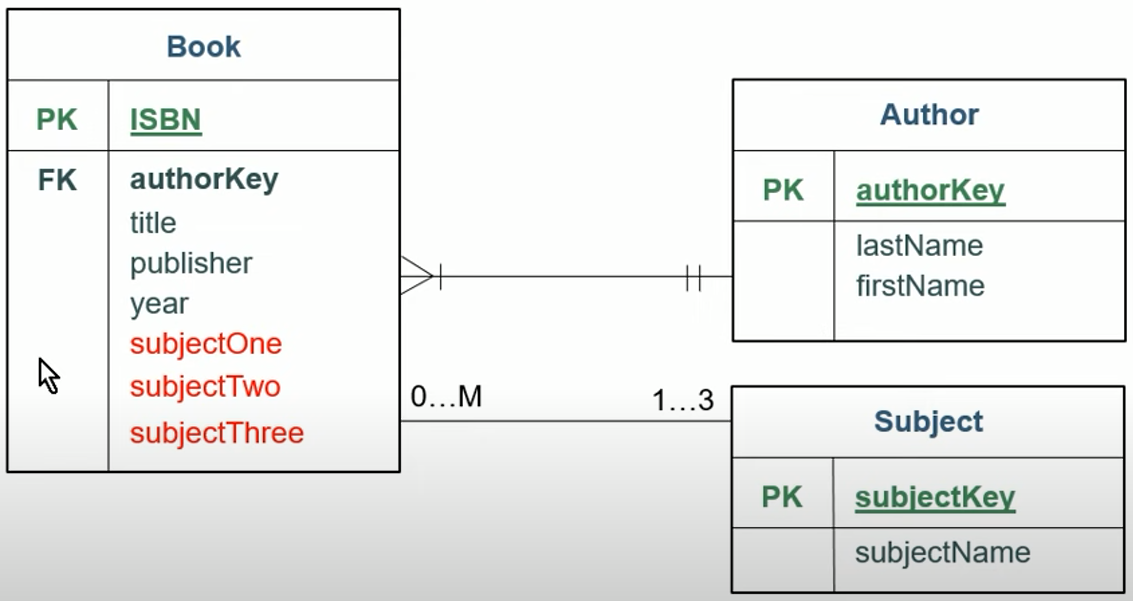 Book
PK ISBN
FK authorKey
title
publisher
year
subjectOne
subjectTwo
subjectThree
Author
PK authorKey
lastName
firstName
0...M 1...3
Subject
PK subjectKey
subjectName